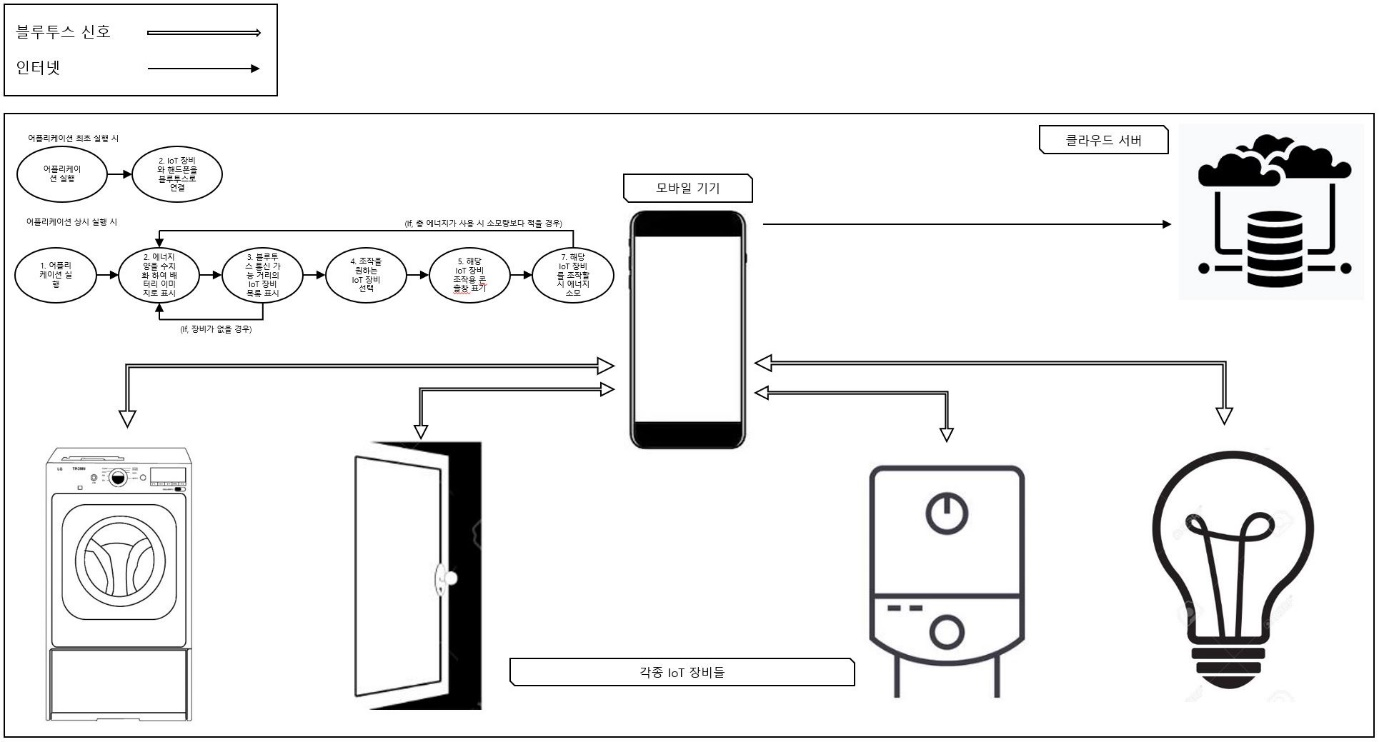 블루투스 신호
인터넷
어플리케이션 최초 실행 시
어플리케이
션 실행
2. IoT 장비
와 핸드폰을
블루투스로
연결
클라우드 서버
모바일 기기
어플리케이션 상시 실행 시
(If, 총 에너지가 사용 시 소모량보다 적을 경우)
1. 어플리
케이션 실
행
2. 에너지
양를 수치
화 하여 배
터리 이미
지로 표시
3. 블루투
스 통신 가
능 거리의
IoT 장비
목록 표시
4. 조작을
원하는
IoT 장비
선택
5. 해당
IoT 장비
조작용 콘
솔창 표기
7. 해당
IoT 장비
를 조작할
시 에너지
소모
(If, 장비가 없을 경우)
LG
각종 IoT 장비들